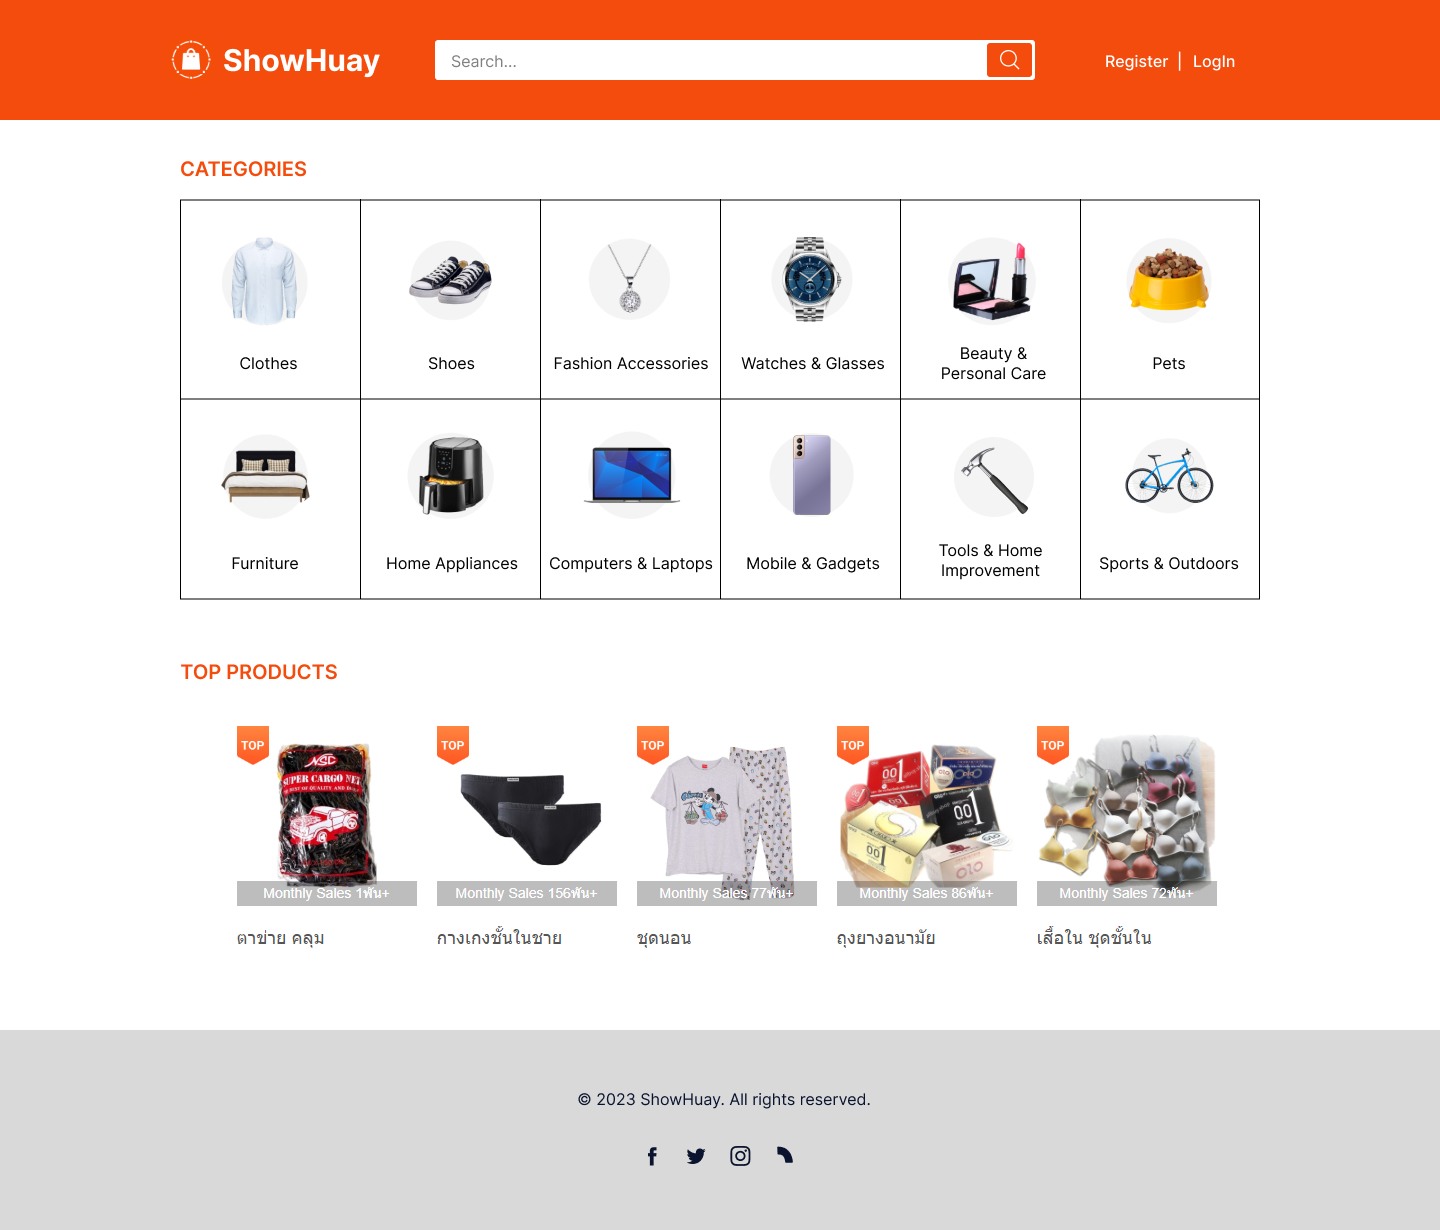 ShowHuay
Search...
Register | LogIn
CATEGORIES
Clothes
Shoes
Fashion Accessories
Watches & Glasses
Beauty &
Personal Care
Pets
Furniture
Home Appliances
Computers & Laptops
Mobile & Gadgets
Tools & Home
Improvement
Sports & Outdoors
TOP PRODUCTS
TOP
TOP
TOP
TOP
TOP
SUPER CARGO NET
001
001
001
Monthly Sales 1พัน+
Monthly Sales 156พัน+
Monthly Sales 77พัน+
Monthly Sales 86พัน+
Monthly Sales 72พัน+
ตาข่าย คลุม
กางเกงชั้นในชาย
ชุดนอน
ถุงยางอนามัย
เสื้อใน ชุดชั้นใน
© 2023 ShowHuay. All rights reserved.